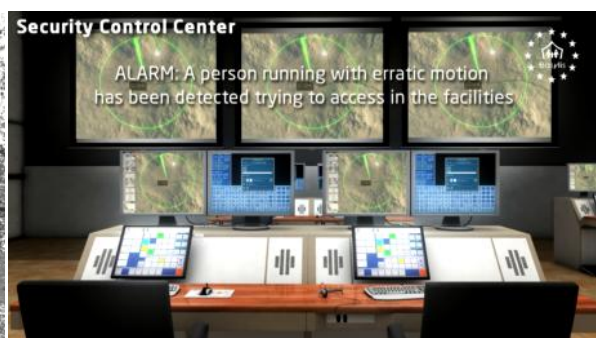 Security Control Center
ALARM: A person running with erratic motion
has been detected trying to access in the facilities